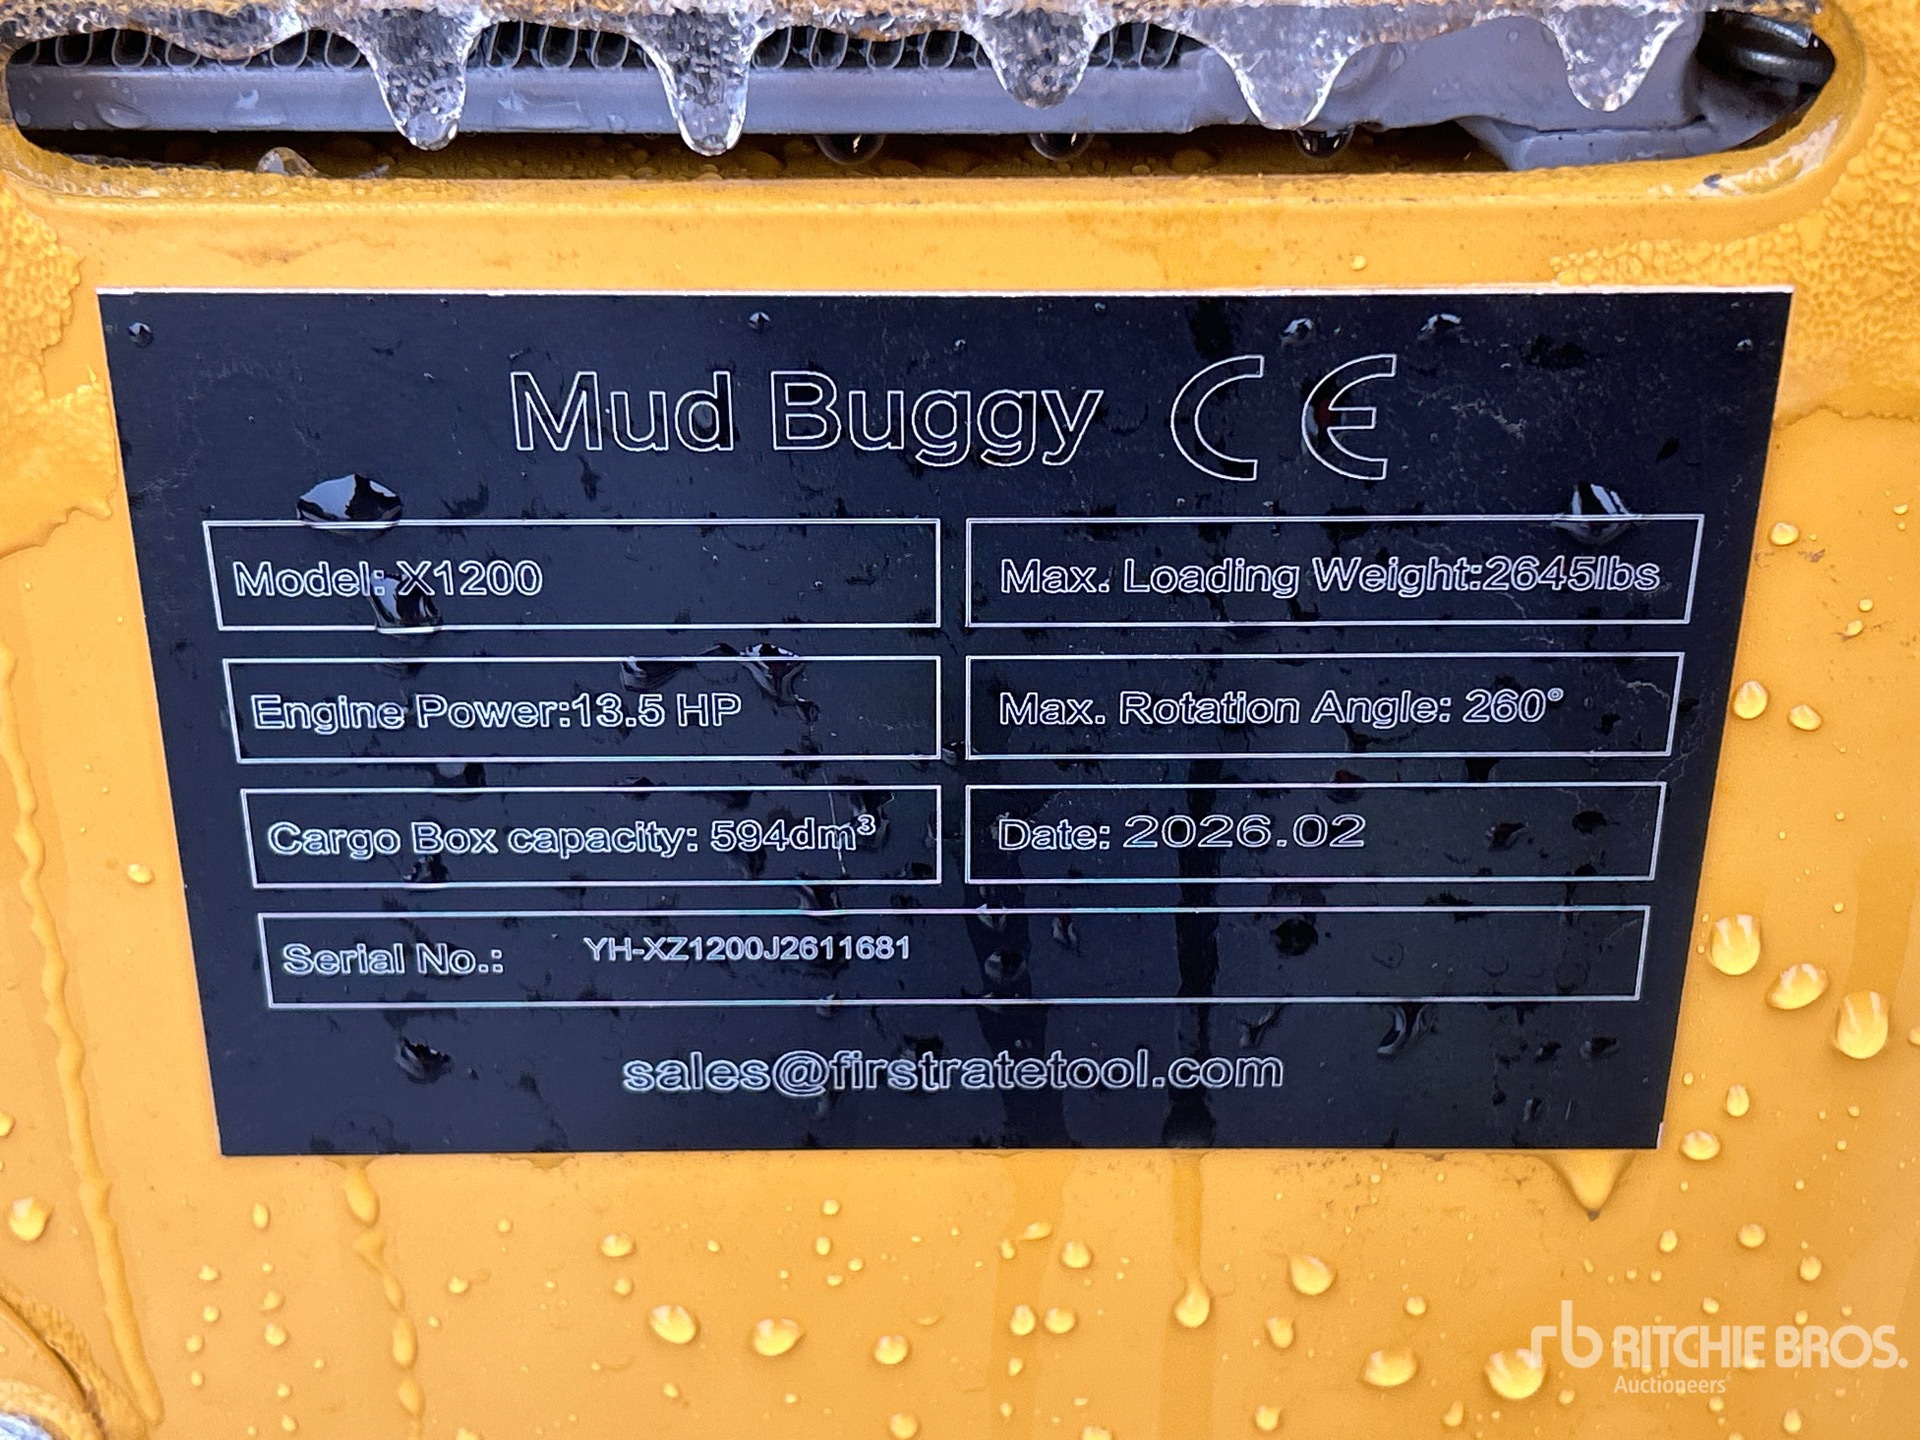 Mud Buggy CE
Model: X1200
Max. Loading Weight:2645lbs
Engine Power:13.5 HP
Max. Rotation Angle: 260°
Cargo Box capacity: 594dm³
Date: 2026.02
Serial No.: YH-XZ1200J2611681
sales@firstratetool.com
rb RITCHIE BROS.
Auctioneers